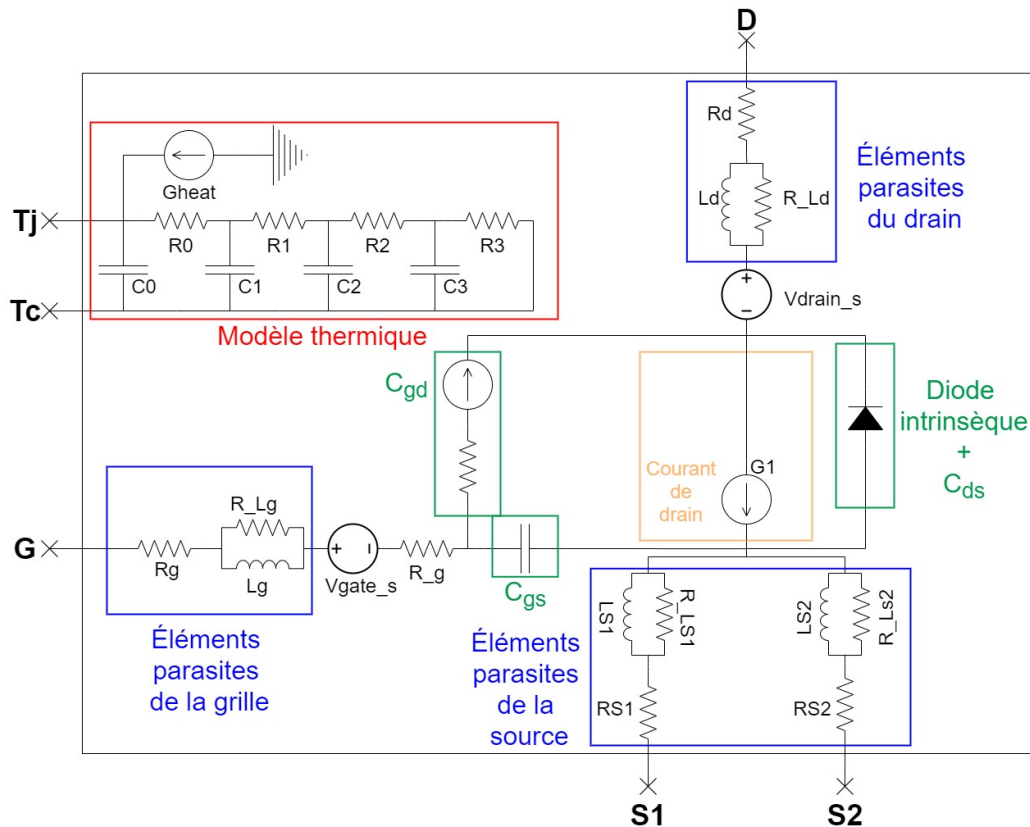 D
Rd
Ld
R_Ld
Éléments
parasites
du drain
Gheat
Tj
R0
R1
R2
R3
C0
C1
C2
C3
Tc
Modèle thermique
Vdrain_s
Cgd
Diode
intrinsèque
+
Cds
Courant
de
drain
G1
G
Rg
R_Lg
Lg
Vgate_s
R_g
Cgs
Éléments
parasites
de la grille
Éléments
parasites
de la
source
LS1
R_LS1
LS2
R_Ls2
RS1
RS2
S1
S2